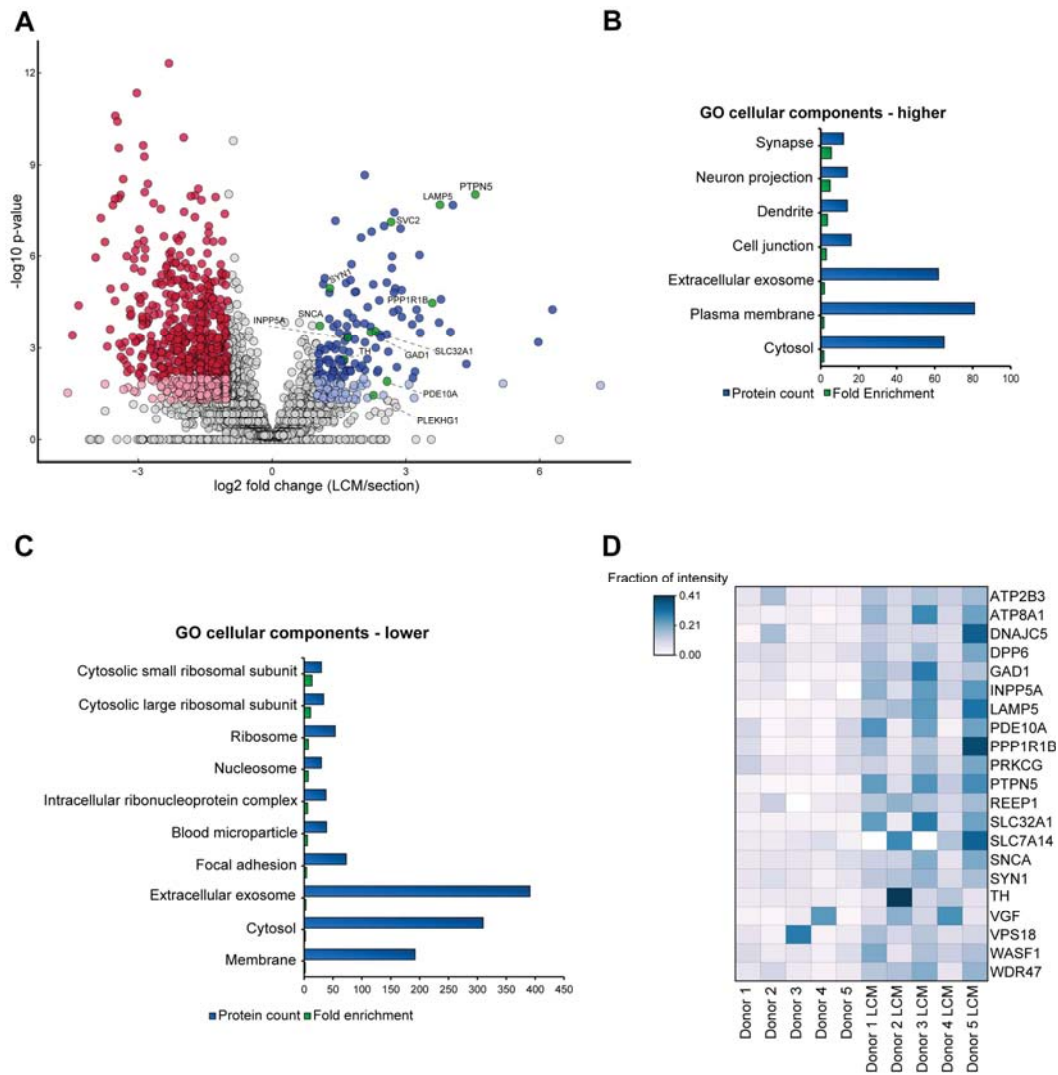 A
12
9
6
3
0
-log10 p-value
−3
0
3
6
log2 fold change (LCM/section)
PTPN5
LAMP5
SVC2
SYN1
PPP1R1B
SNCA
INPP5A
TH
SLC32A1
GAD1
PDE10A
PLEKHG1
B
GO cellular components - higher
Synapse
Neuron projection
Dendrite
Cell junction
Extracellular exosome
Plasma membrane
Cytosol
0 20 40 60 80 100
Protein count Fold Enrichment
C
GO cellular components - lower
Cytosolic small ribosomal subunit
Cytosolic large ribosomal subunit
Ribosome
Nucleosome
Intracellular ribonucleoprotein complex
Blood microparticle
Focal adhesion
Extracellular exosome
Cytosol
Membrane
0 50 100 150 200 250 300 350 400 450
Protein count Fold enrichment
D
Fraction of intensity
0.41
0.21
0.00
ATP2B3
ATP8A1
DNAJC5
DPP6
GAD1
INPP5A
LAMP5
PDE10A
PPP1R1B
PRKCG
PTPN5
REEP1
SLC32A1
SLC7A14
SNCA
SYN1
TH
VGF
VPS18
WASF1
WDR47
Donor 1
Donor 2
Donor 3
Donor 4
Donor 5
Donor 1 LCM
Donor 2 LCM
Donor 3 LCM
Donor 4 LCM
Donor 5 LCM